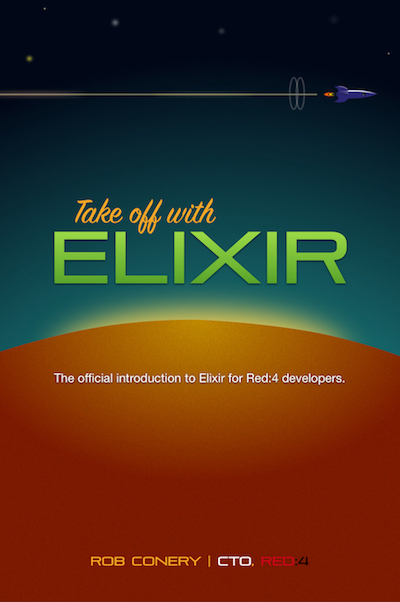 Take off with
ELIXIR
The official introduction to Elixir for Red:4 developers.
ROB CONERY | CTO, RED:4